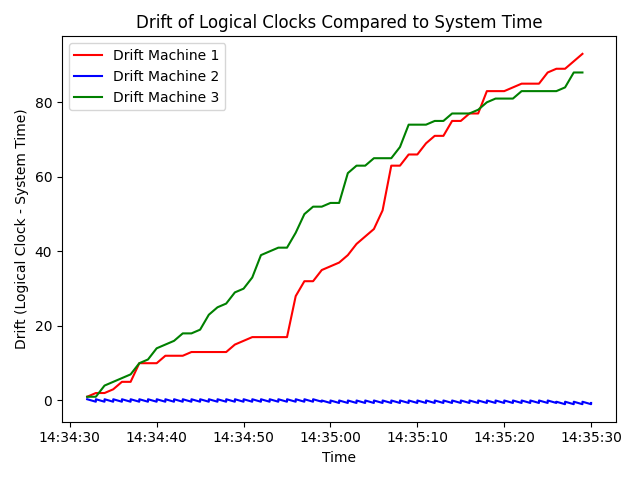 Drift of Logical Clocks Compared to System Time
Drift Machine 1
Drift Machine 2
Drift Machine 3
Drift (Logical Clock - System Time)
80
60
40
20
0
14:34:30 14:34:40 14:34:50 14:35:00 14:35:10 14:35:20 14:35:30
Time